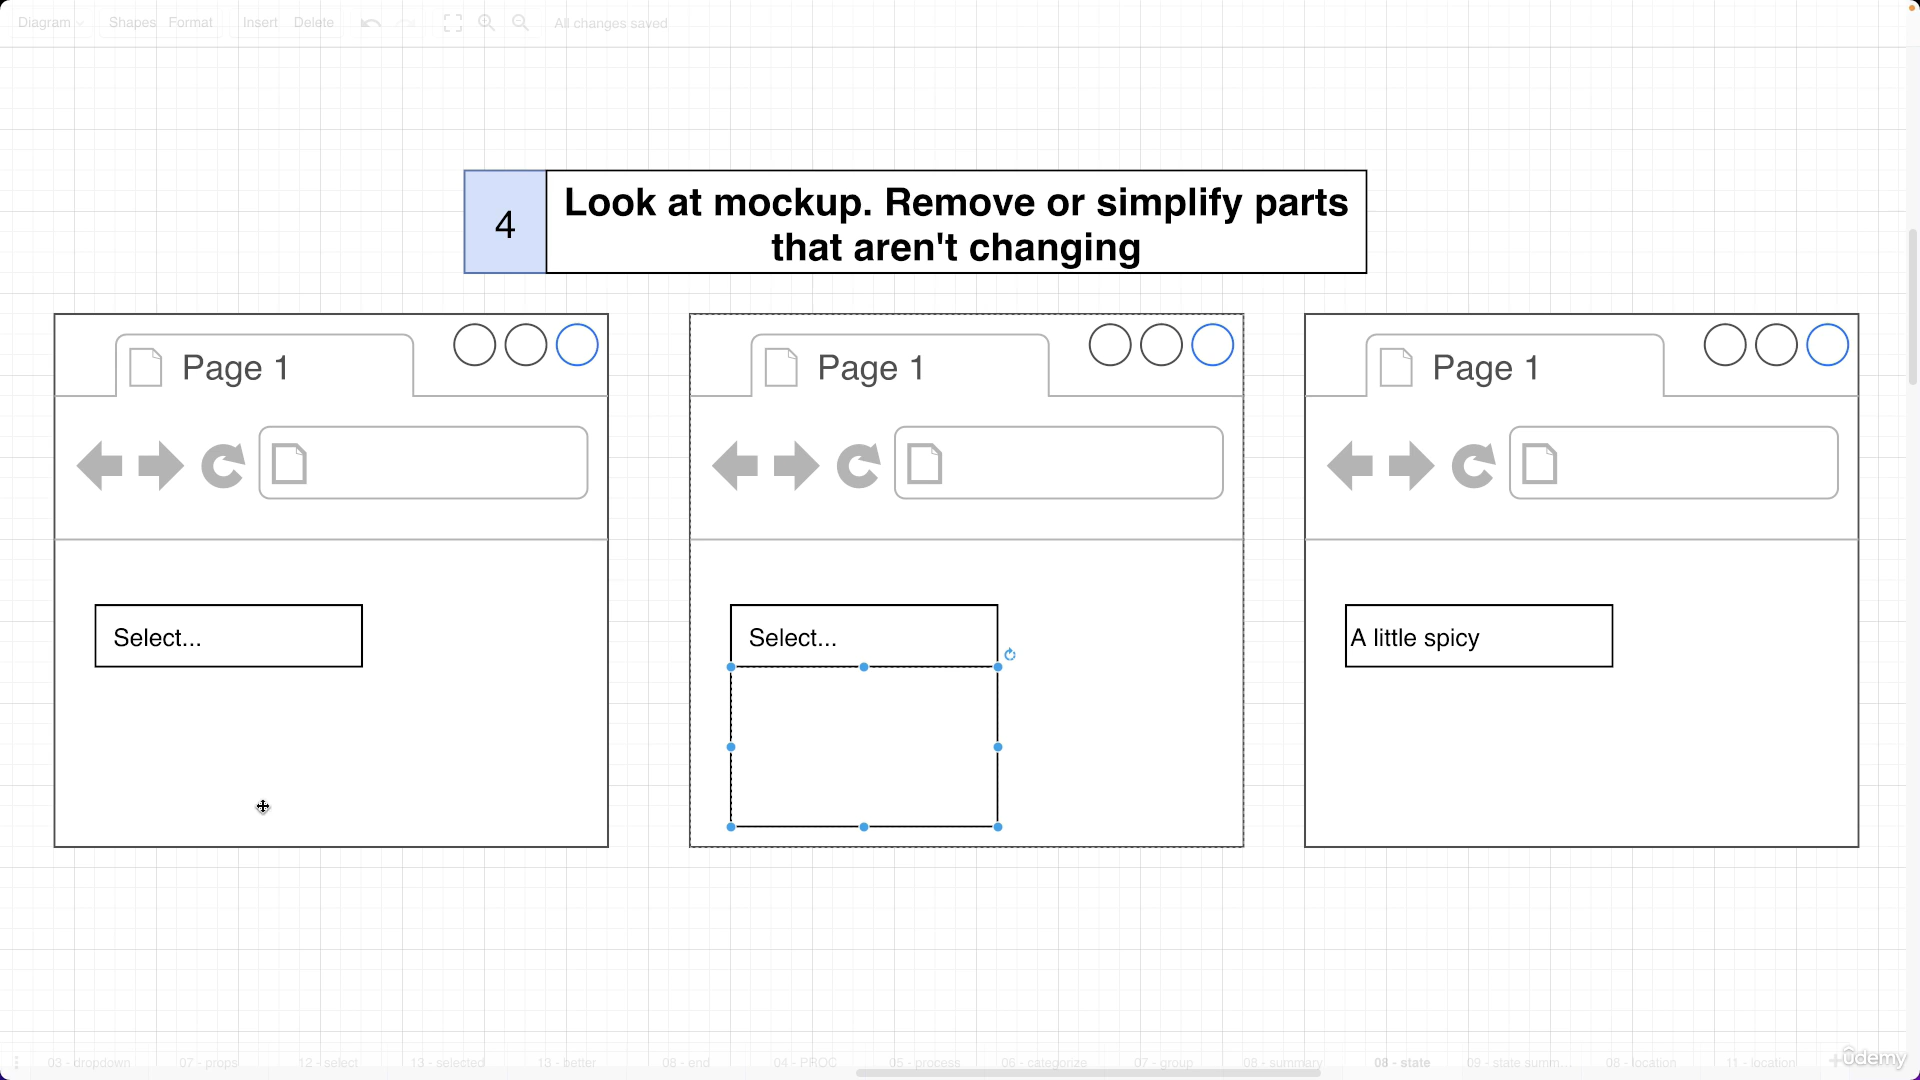 Diagram
Shapes
Format
Insert
Delete
All changes saved
4
Look at mockup. Remove or simplify parts
that aren't changing
Page 1
Page 1
Page 1
Select...
Select...
A little spicy
03 - dropdown
07 - props
12 - select
13 - selected
13 - better
08 - end
04 - PROC
05 - process
06 - categorize
07 - group
08 - summary
08 - state
09 - state summ...
08 - location
11 - location
ûdemy